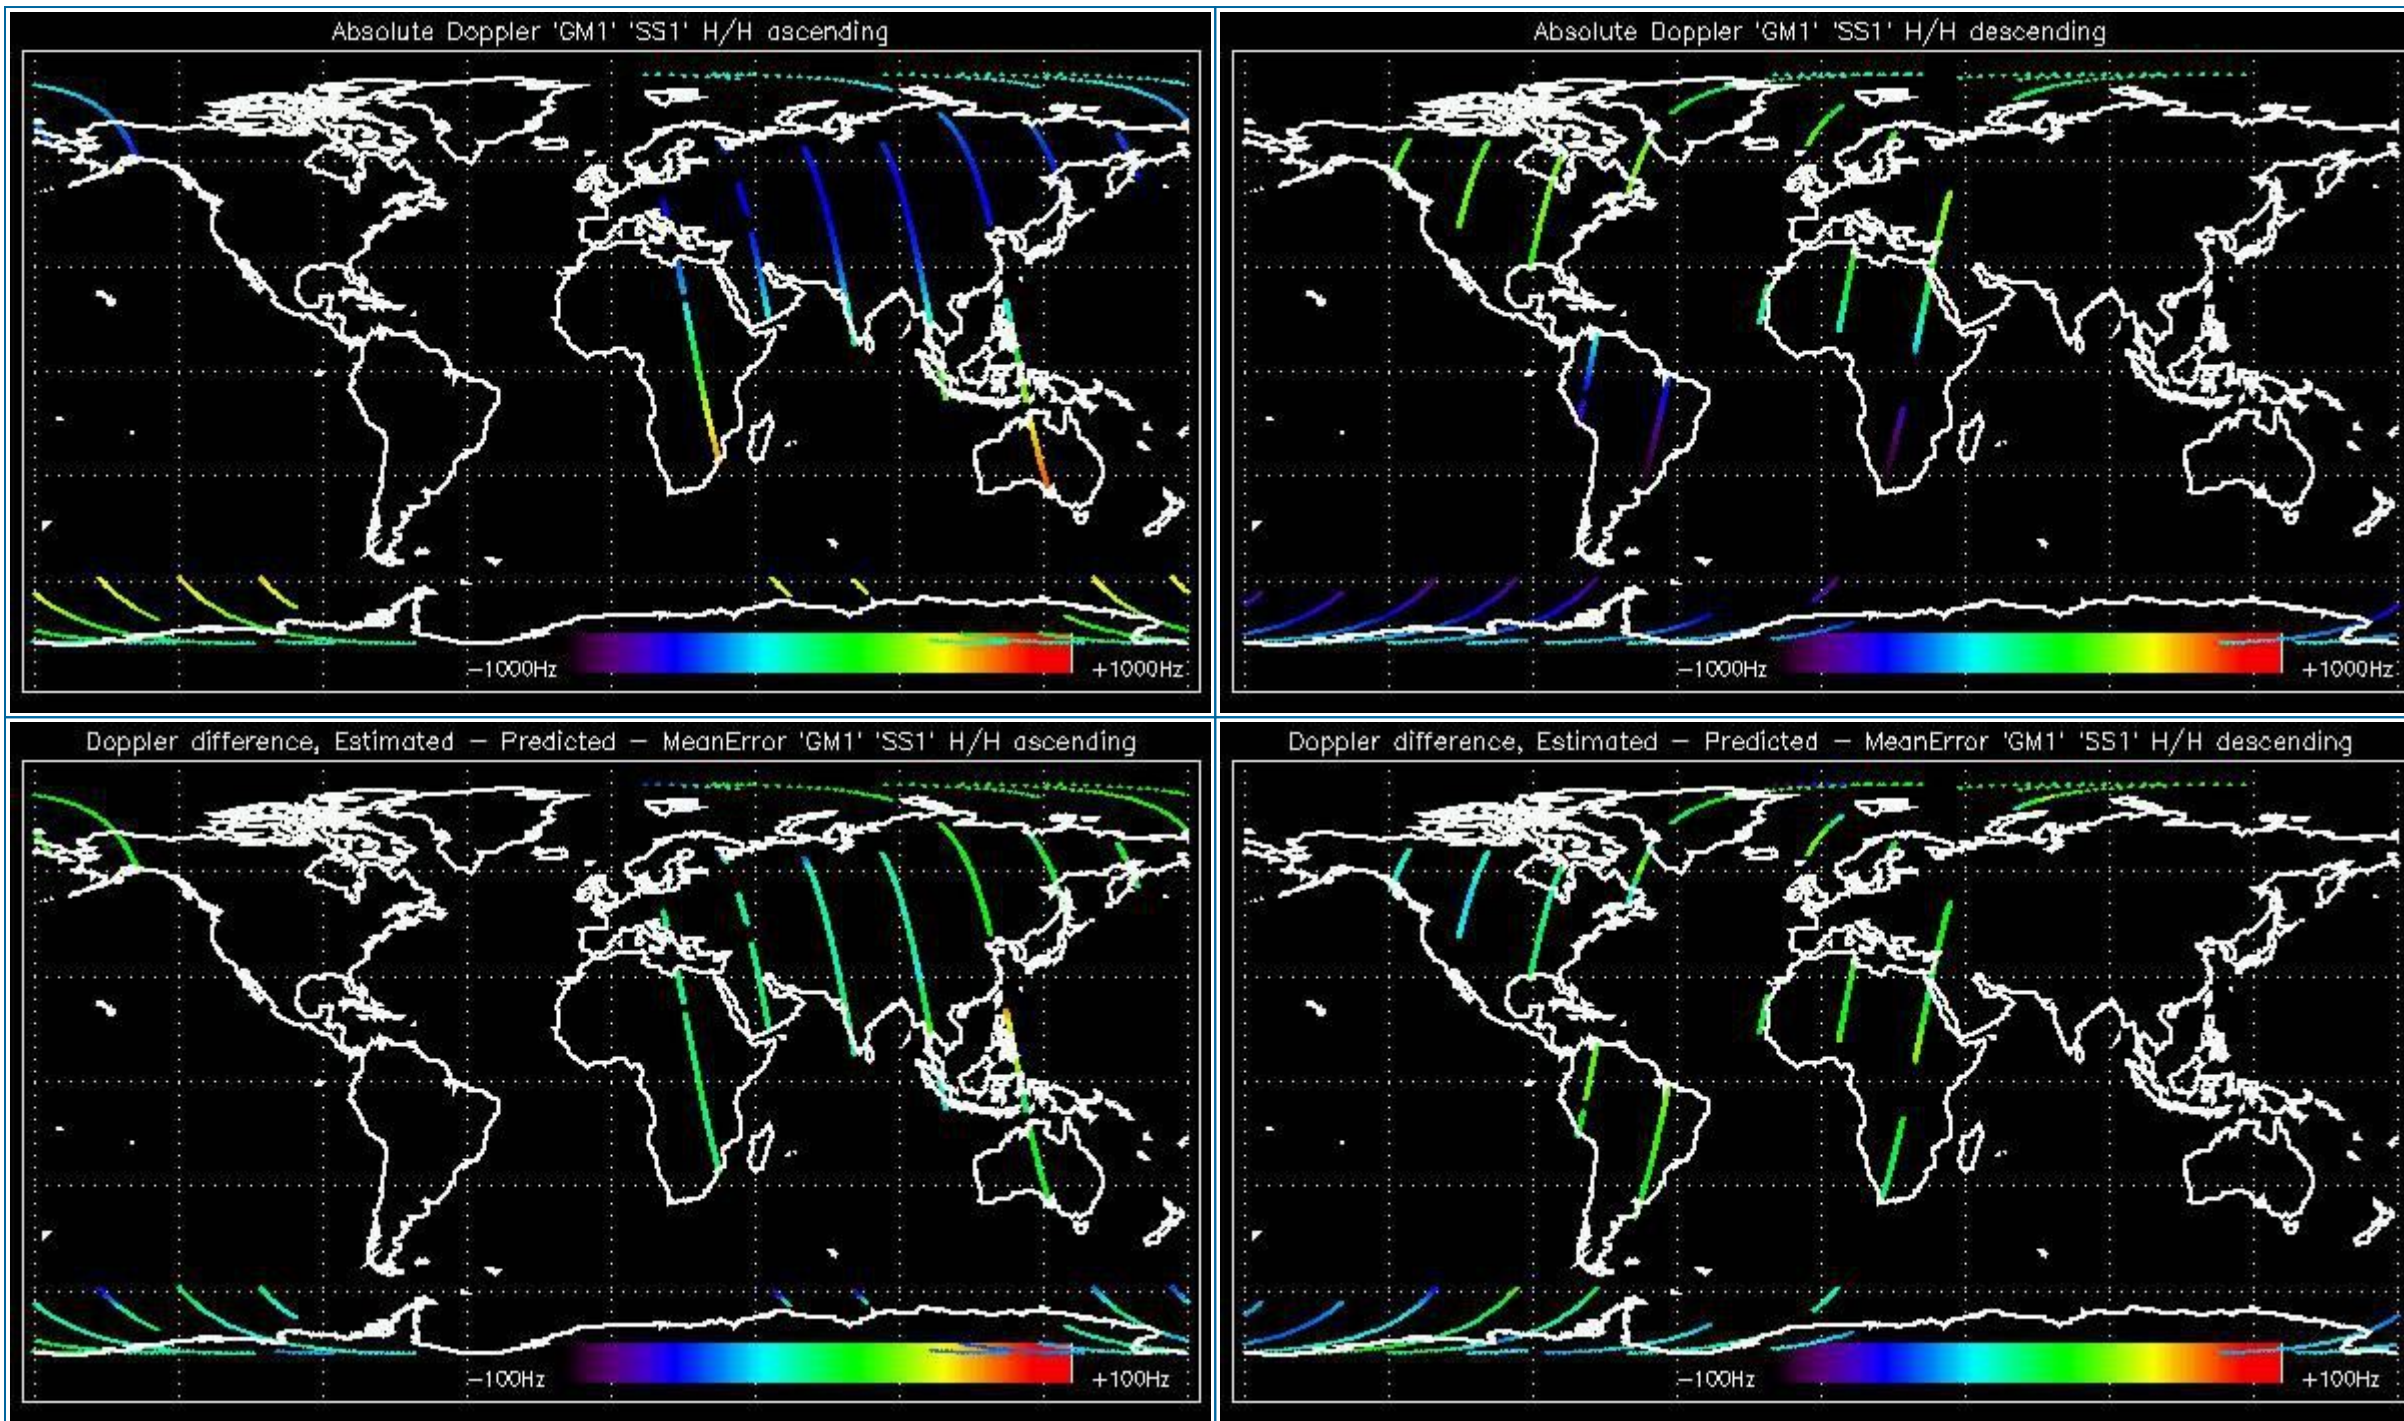 Absolute Doppler 'GM1' 'SS1' H/H ascending
−1000Hz
+1000Hz
Absolute Doppler 'GM1' 'SS1' H/H descending
−1000Hz
+1000Hz
Doppler difference, Estimated − Predicted − MeanError 'GM1' 'SS1' H/H ascending
−100Hz
+100Hz
Doppler difference, Estimated − Predicted − MeanError 'GM1' 'SS1' H/H descending
−100Hz
+100Hz